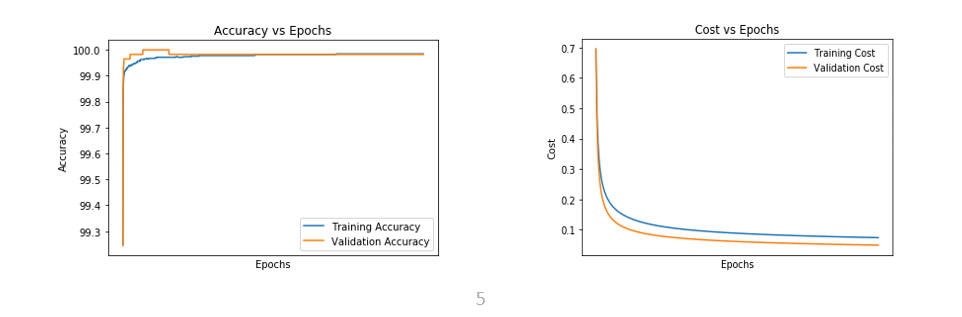 Accuracy vs Epochs
100.0
99.9
99.8
99.7
99.6
99.5
99.4
99.3
Accuracy
Training Accuracy
Validation Accuracy
Epochs
Cost vs Epochs
0.7
0.6
0.5
0.4
0.3
0.2
0.1
Cost
Training Cost
Validation Cost
Epochs
5